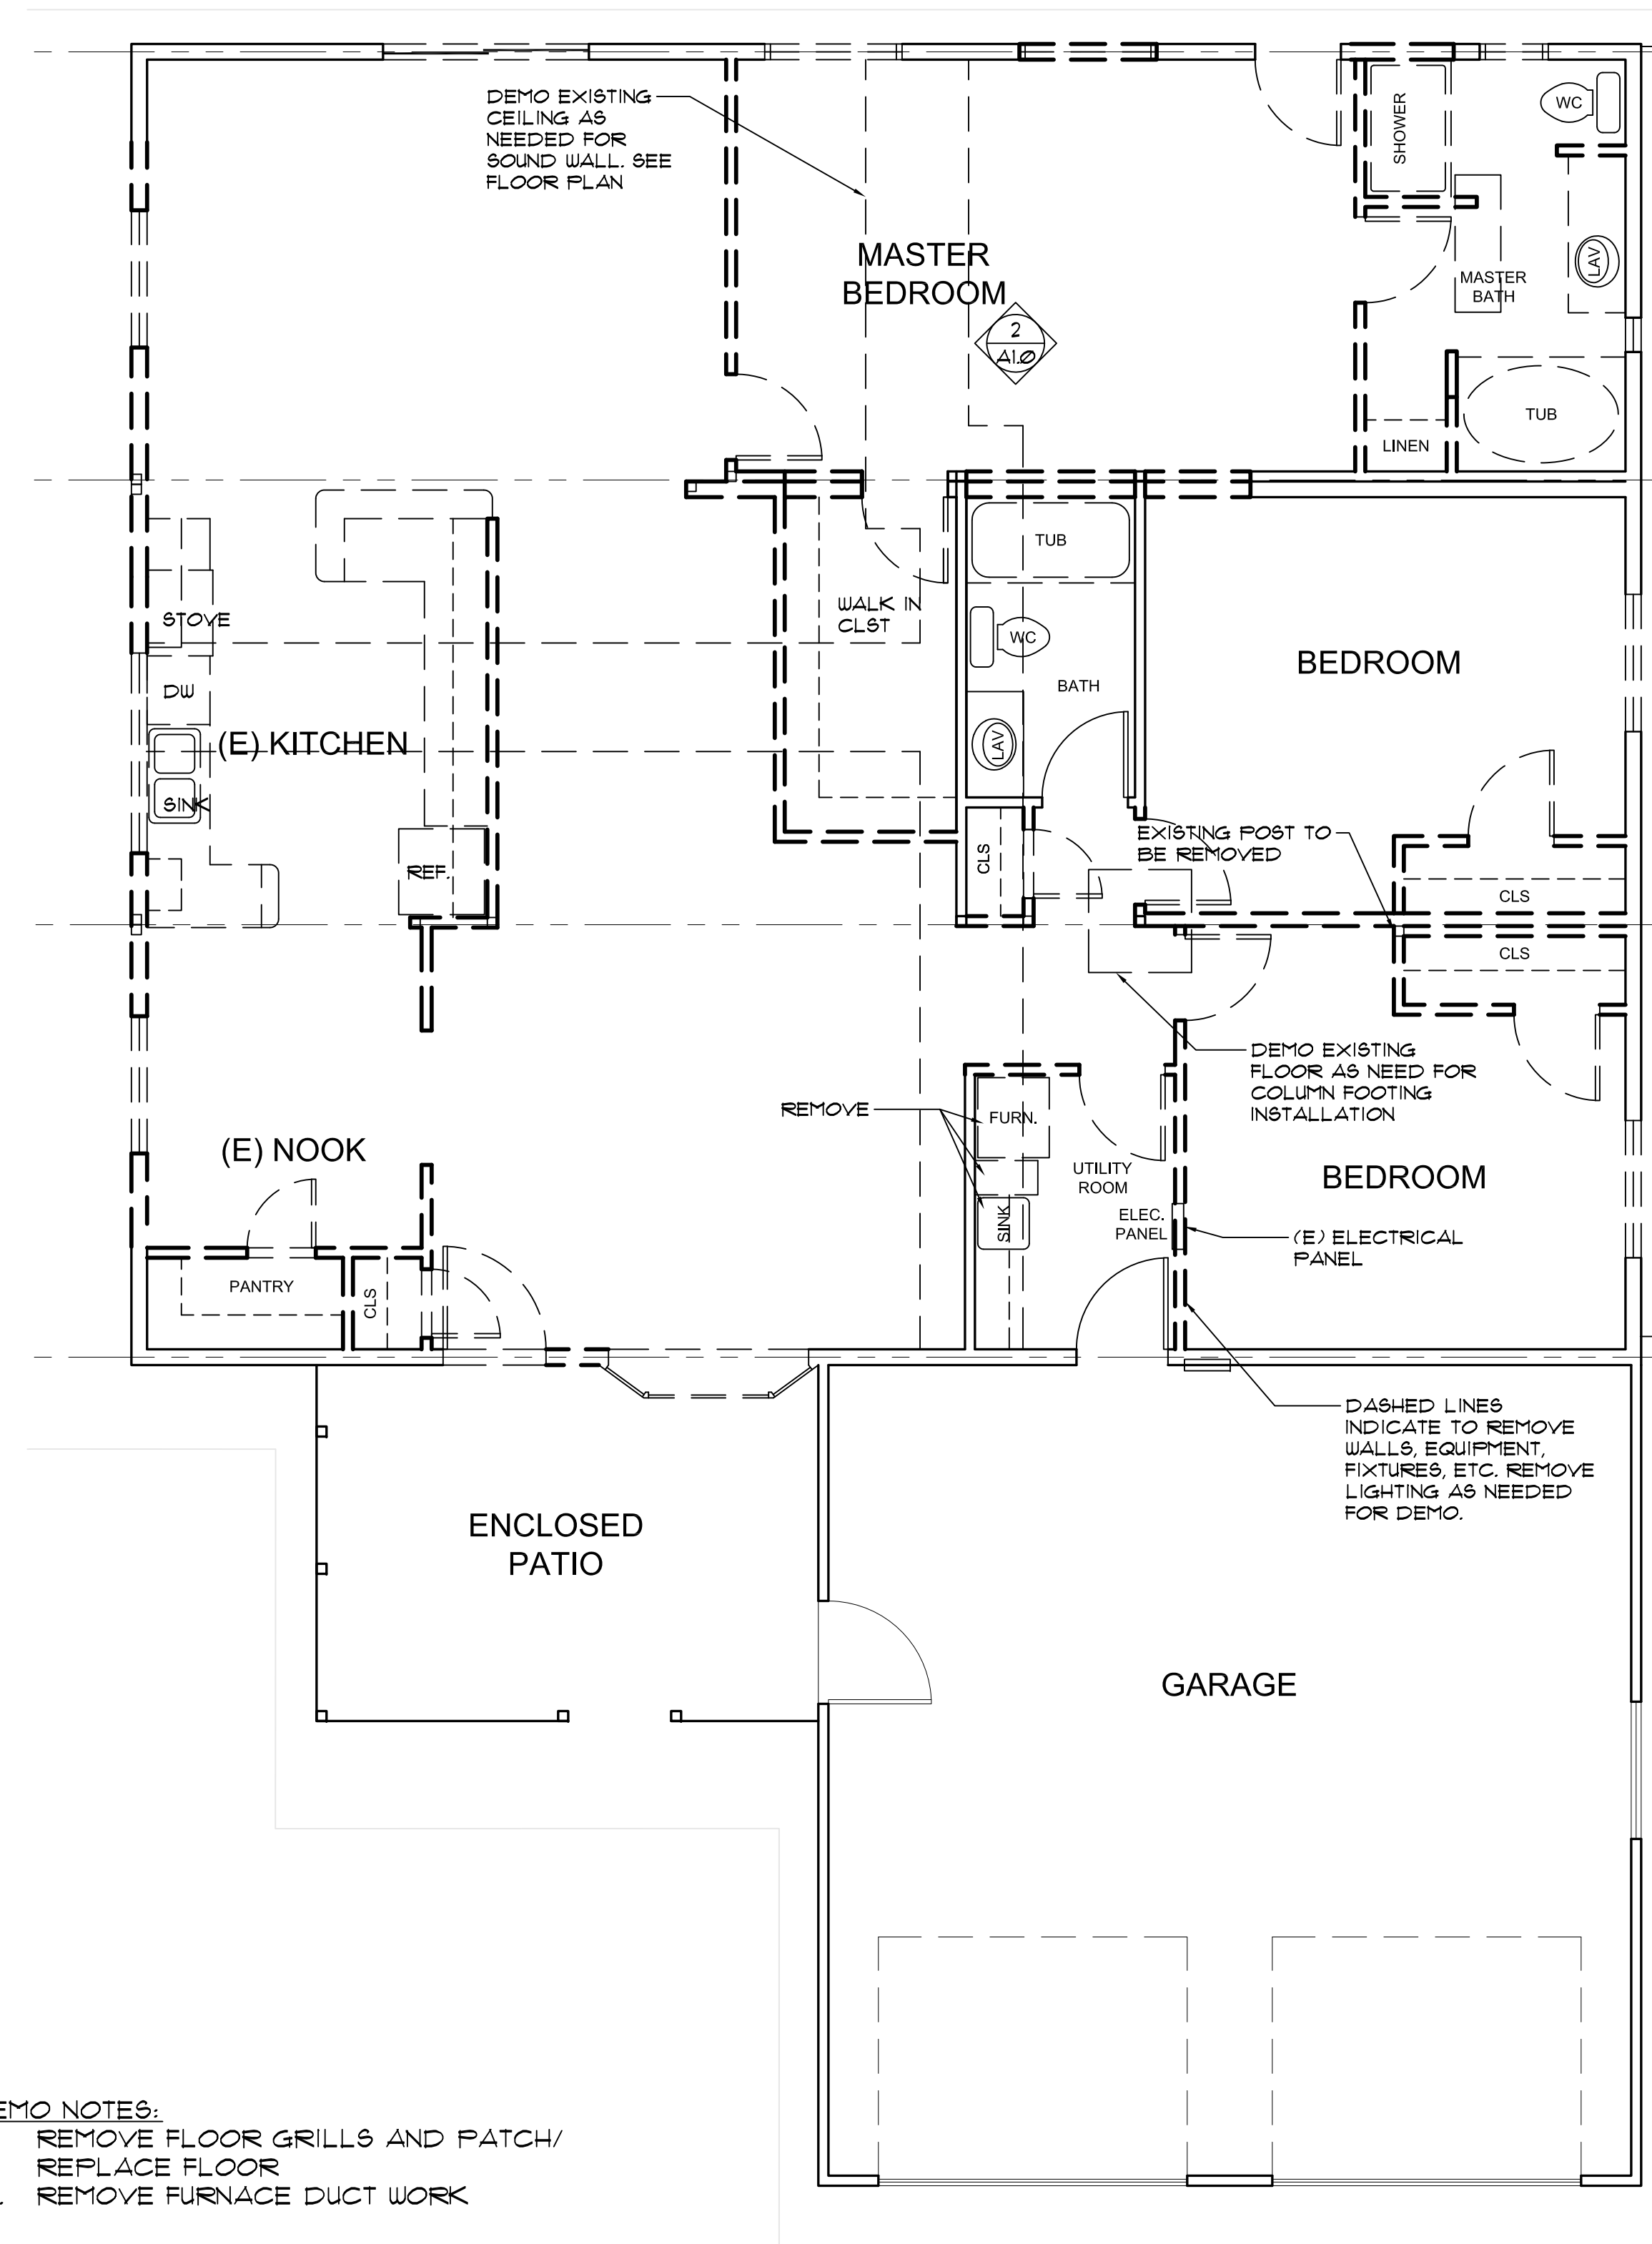 DEMO EXISTING
CEILING AS
NEEDED FOR
SOUND WALL. SEE
FLOOR PLAN
SHOWER
WC
MASTER
BEDROOM
2
A1.0
MASTER
BATH
LAV
TUB
LINEN
TUB
STOVE
WALK IN
CLST
WC
BEDROOM
BATH
DW
(E) KITCHEN
LAV
SINK
EXISTING POST TO
BE REMOVED
CLS
REF.
CLS
CLS
DEMO EXISTING
FLOOR AS NEED FOR
COLUMN FOOTING
INSTALLATION
REMOVE
FURN.
(E) NOOK
UTILITY
ROOM
BEDROOM
SINK
ELEC.
PANEL
(E) ELECTRICAL
PANEL
PANTRY
CLS
DASHED LINES
INDICATE TO REMOVE
WALLS, EQUIPMENT,
FIXTURES, ETC. REMOVE
LIGHTING AS NEEDED
FOR DEMO.
ENCLOSED
PATIO
GARAGE
EMO NOTES:
REMOVE FLOOR GRILLS AND PATCH/
REPLACE FLOOR
. REMOVE FURNACE DUCT WORK